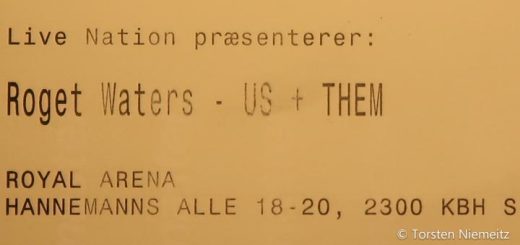 Live Nation præsenterer:
Roget Waters - US + THEM
ROYAL ARENA
HANNEMANNS ALLE 18-20, 2300 KBH S
© Torsten Niemeitz